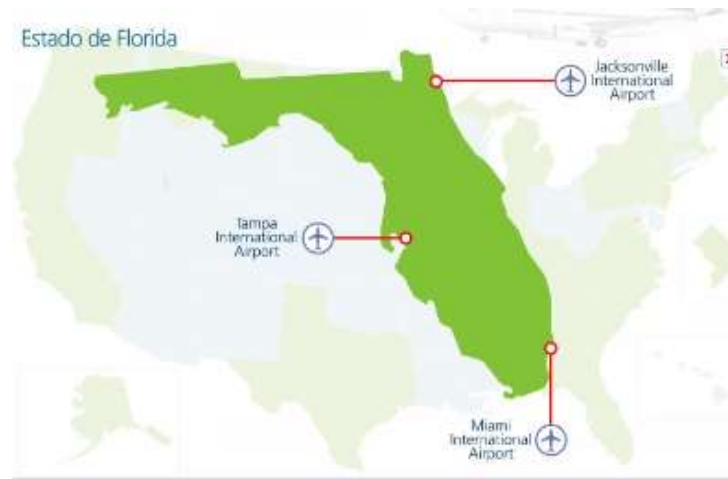 Estado de Florida
Jacksonville
International
Airport
Tampa
International
Airport
Miami
International
Airport